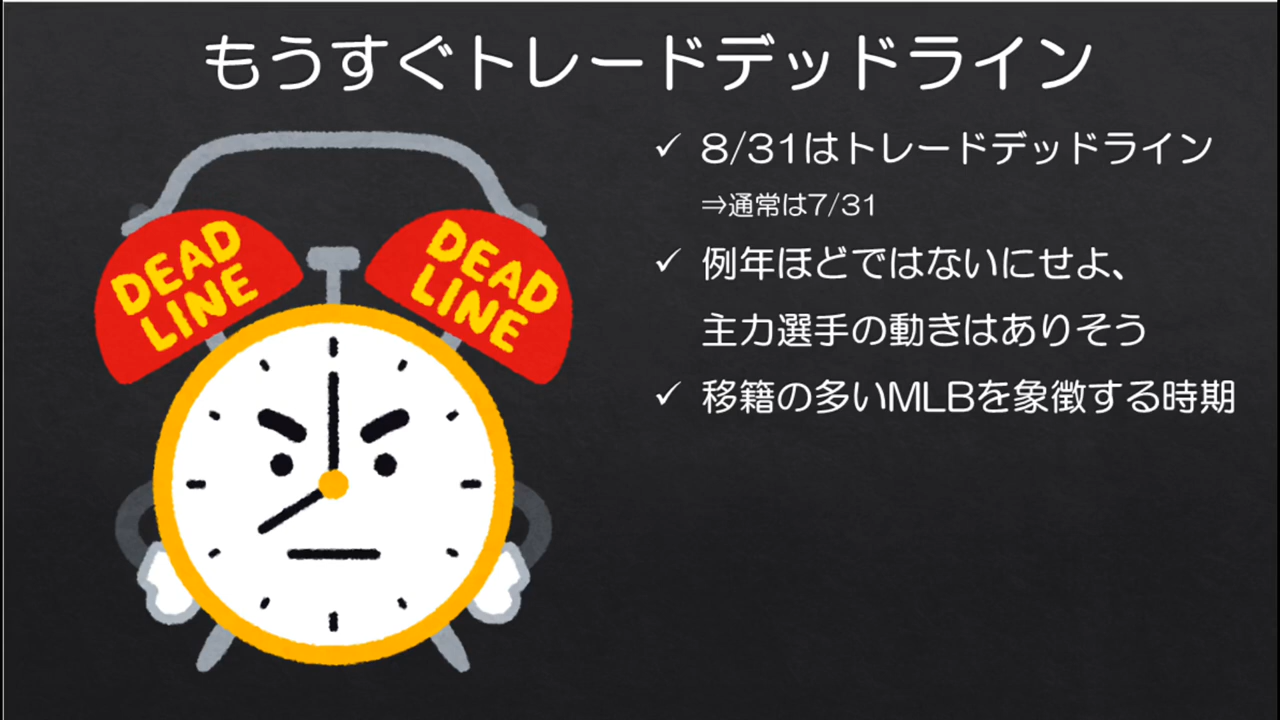 もうすぐトレードデッドライン
✓ 8/31はトレードデッドライン
⇒通常は7/31
✓ 例年ほどではないにせよ、
主力選手の動きはありそう
✓ 移籍の多いMLBを象徴する時期
DEAD
LINE
DEAD
LINE